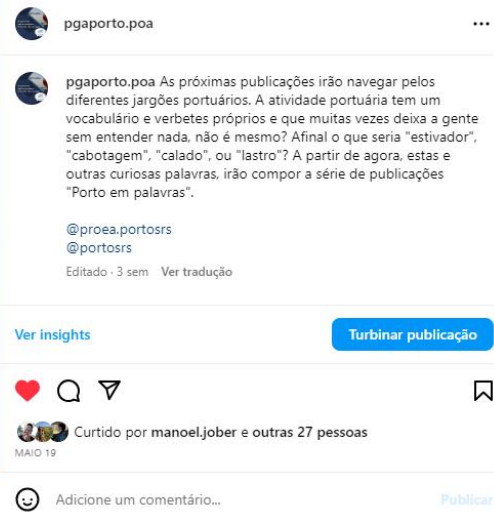 pgaporto.poa
pgaporto.poa As próximas publicações irão navegar pelos
diferentes jargões portuários. A atividade portuária tem um
vocabulário e verbetes próprios e que muitas vezes deixa a gente
sem entender nada, não é mesmo? Afinal o que seria "estivador",
"cabotagem", "calado", ou "lastro"? A partir de agora, estas e
outras curiosas palavras, irão compor a série de publicações
"Porto em palavras".
@proea.portosrs
@portosrs
Editado · 3 sem Ver tradução
Ver insights
Turbinar publicação
Curtido por manoel.jober e outras 27 pessoas
MAIO 19
Adicione um comentário...
Publicar